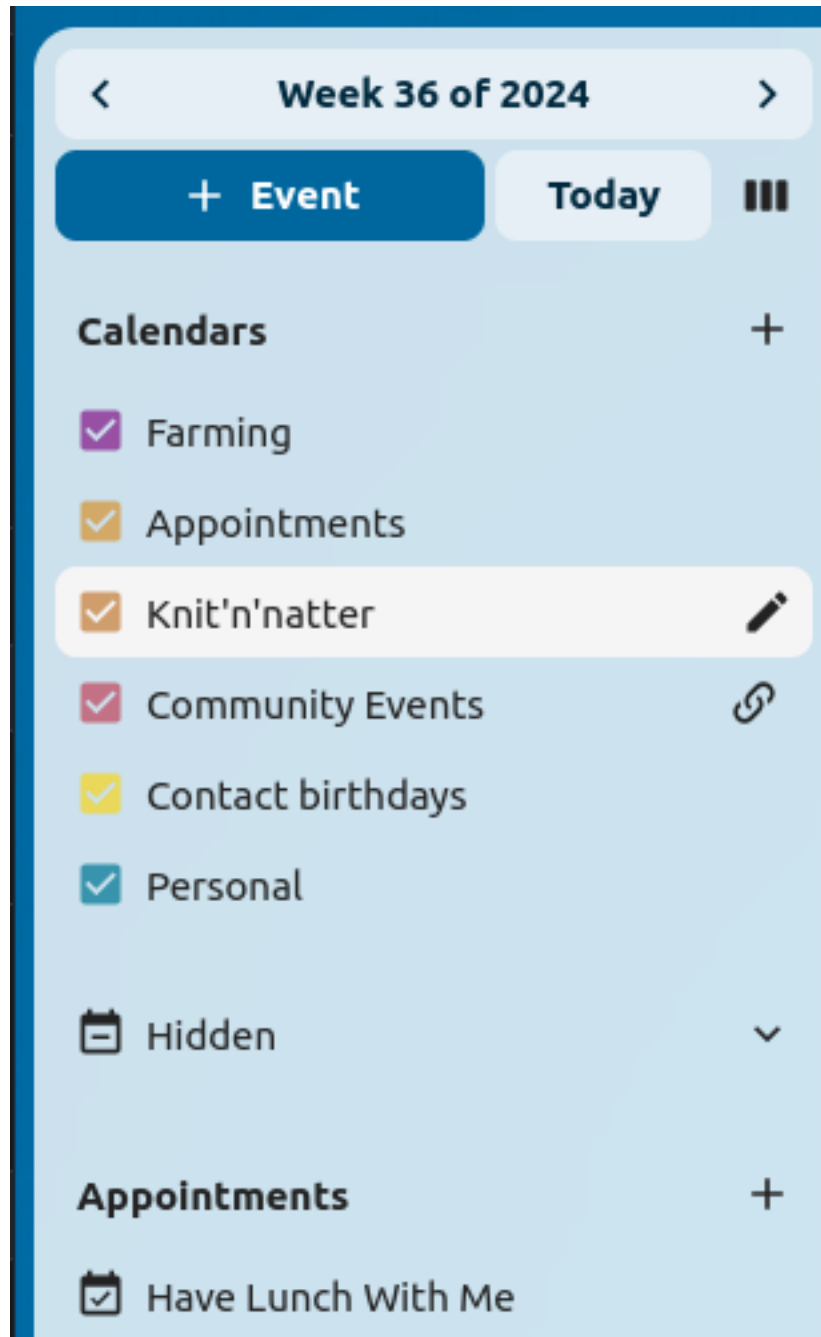 Week 36 of 2024
+ Event
Today
Calendars
Farming
Appointments
Knit'n'natter
Community Events
Contact birthdays
Personal
Hidden
Appointments
Have Lunch With Me